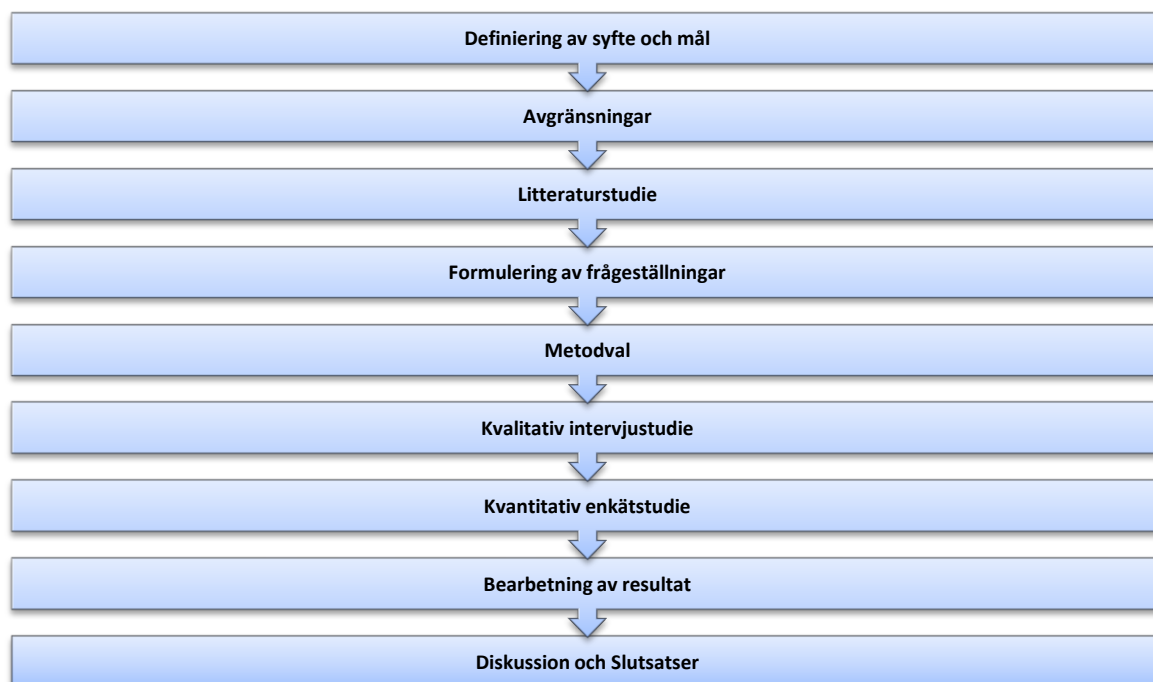 Definiering av syfte och mål
Avgränsningar
Litteraturstudie
Formulering av frågeställningar
Metodval
Kvalitativ intervjustudie
Kvantitativ enkätstudie
Bearbetning av resultat
Diskussion och Slutsatser